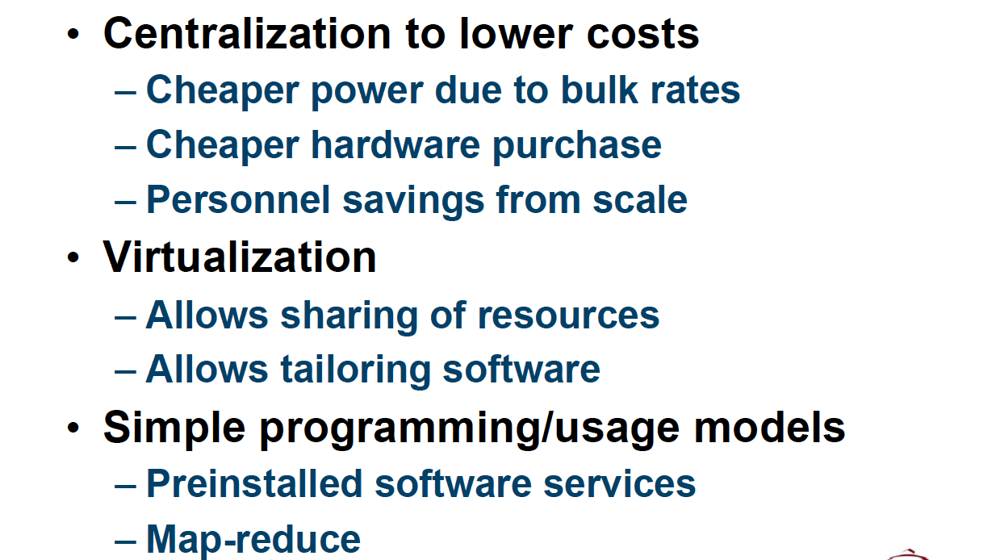 • Centralization to lower costs
– Cheaper power due to bulk rates
– Cheaper hardware purchase
– Personnel savings from scale
• Virtualization
– Allows sharing of resources
– Allows tailoring software
• Simple programming/usage models
– Preinstalled software services
– Map-reduce